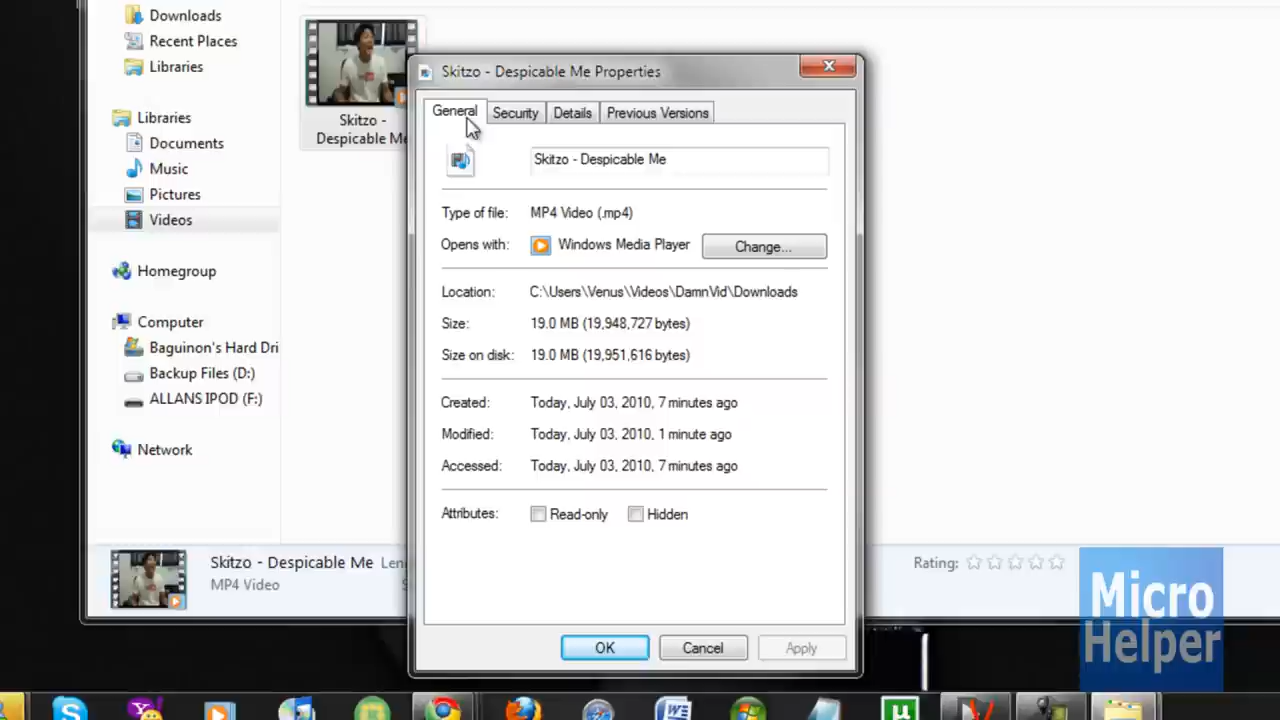 Downloads
Recent Places
Libraries
Libraries
Documents
Music
Pictures
Videos
Homegroup
Computer
Baguinon's Hard Dri
Backup Files (D:)
ALLANS IPOD (F:)
Network
Skitzo -
Despicable Me
Skitzo - Despicable Me Properties
General Security Details Previous Versions
Skitzo - Despicable Me
Type of file: MP4 Video (.mp4)
Opens with: Windows Media Player Change...
Location: C:\Users\Venus\Videos\DamnVid\Downloads
Size: 19.0 MB (19,948,727 bytes)
Size on disk: 19.0 MB (19,951,616 bytes)
Created: Today, July 03, 2010, 7 minutes ago
Modified: Today, July 03, 2010, 1 minute ago
Accessed: Today, July 03, 2010, 7 minutes ago
Attributes: Read-only Hidden
OK Cancel Apply
Skitzo - Despicable Me Len
MP4 Video
Rating:
Micro
Helper